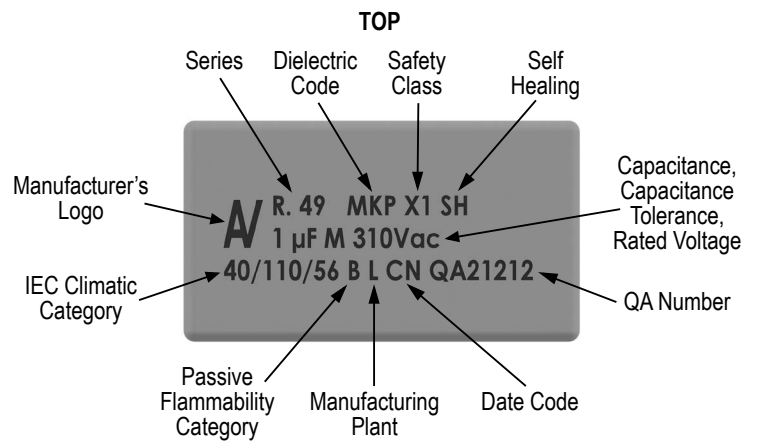 TOP
Series
Dielectric
Code
Safety
Class
Self
Healing
Manufacturer's
Logo
R. 49 MKP X1 SH
1 µF M 310Vac
40/110/56 B L CN QA21212
Capacitance,
Capacitance
Tolerance,
Rated Voltage
IEC Climatic
Category
QA Number
Passive
Flammability
Category
Manufacturing
Plant
Date Code